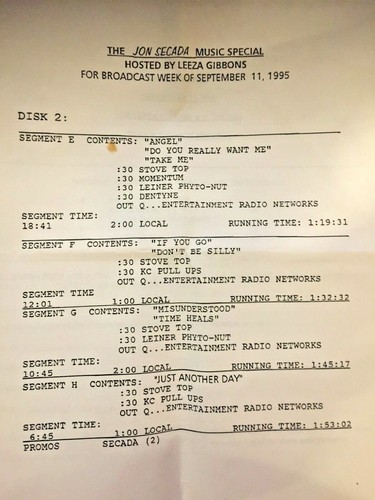 THE JON SECADA MUSIC SPECIAL
HOSTED BY LEEZA GIBBONS
FOR BROADCAST WEEK OF SEPTEMBER 11, 1995
DISK 2:
SEGMENT E CONTENTS: "ANGEL"
"DO YOU REALLY WANT ME"
"TAKE ME"
:30 STOVE TOP
:30 MOMENTUM
:30 LEINER PHYTO-NUT
:30 DENTYNE
OUT Q...ENTERTAINMENT RADIO NETWORKS
SEGMENT TIME:
18:41 2:00 LOCAL RUNNING TIME: 1:19:31
SEGMENT F CONTENTS: "IF YOU GO"
"DON'T BE SILLY"
:30 STOVE TOP
:30 KC PULL UPS
OUT Q...ENTERTAINMENT RADIO NETWORKS
SEGMENT TIME
12:01 1:00 LOCAL RUNNING TIME: 1:32:32
SEGMENT G CONTENTS: "MISUNDERSTOOD"
"TIME HEALS"
:30 STOVE TOP
:30 LEINER PHYTO-NUT
OUT Q...ENTERTAINMENT RADIO NETWORKS
SEGMENT TIME:
10:45 2:00 LOCAL RUNNING TIME: 1:45:17
SEGMENT H CONTENTS: "JUST ANOTHER DAY"
:30 STOVE TOP
:30 KC PULL UPS
OUT Q...ENTERTAINMENT RADIO NETWORKS
SEGMENT TIME:
6:45 1:00 LOCAL RUNNING TIME: 1:53:02
PROMOS SECADA (2)